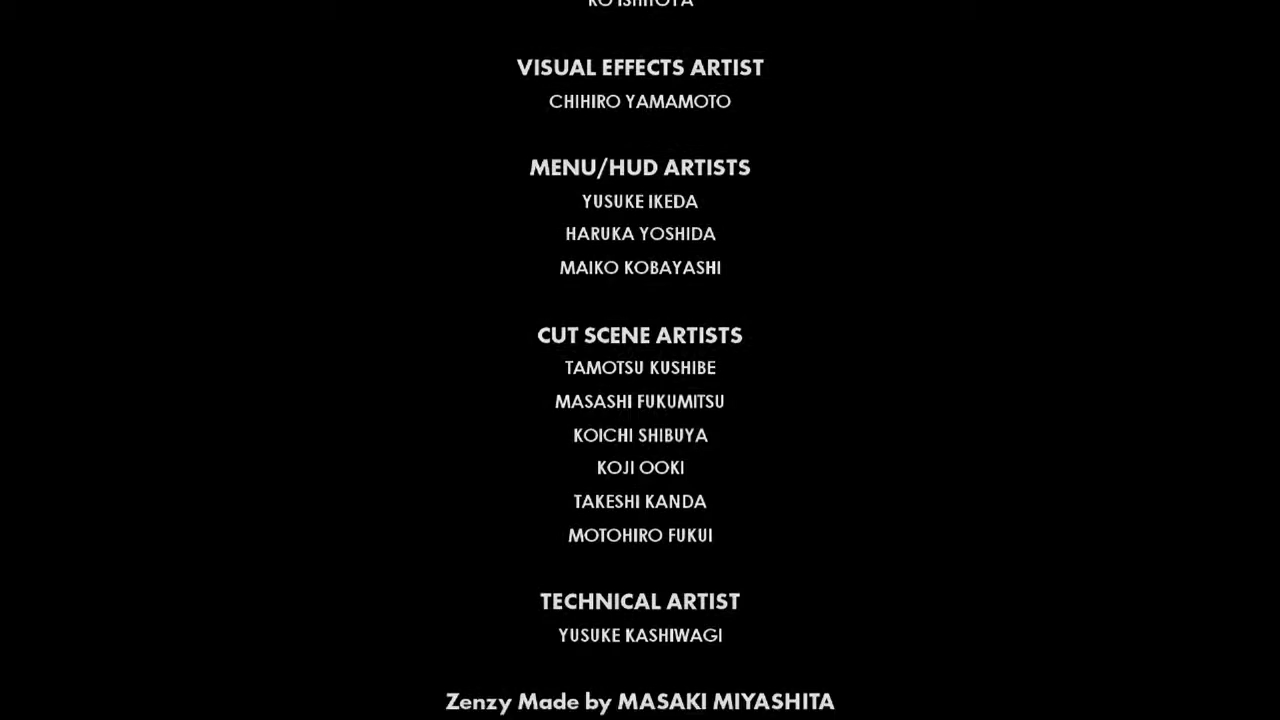 VISUAL EFFECTS ARTIST
CHIHIRO YAMAMOTO
MENU/HUD ARTISTS
YUSUKE IKEDA
HARUKA YOSHIDA
MAIKO KOBAYASHI
CUT SCENE ARTISTS
TAMOTSU KUSHIBE
MASASHI FUKUMITSU
KOICHI SHIBUYA
KOJI OOKI
TAKESHI KANDA
MOTOHIRO FUKUI
TECHNICAL ARTIST
YUSUKE KASHIWAGI
Zenzy Made by MASAKI MIYASHITA